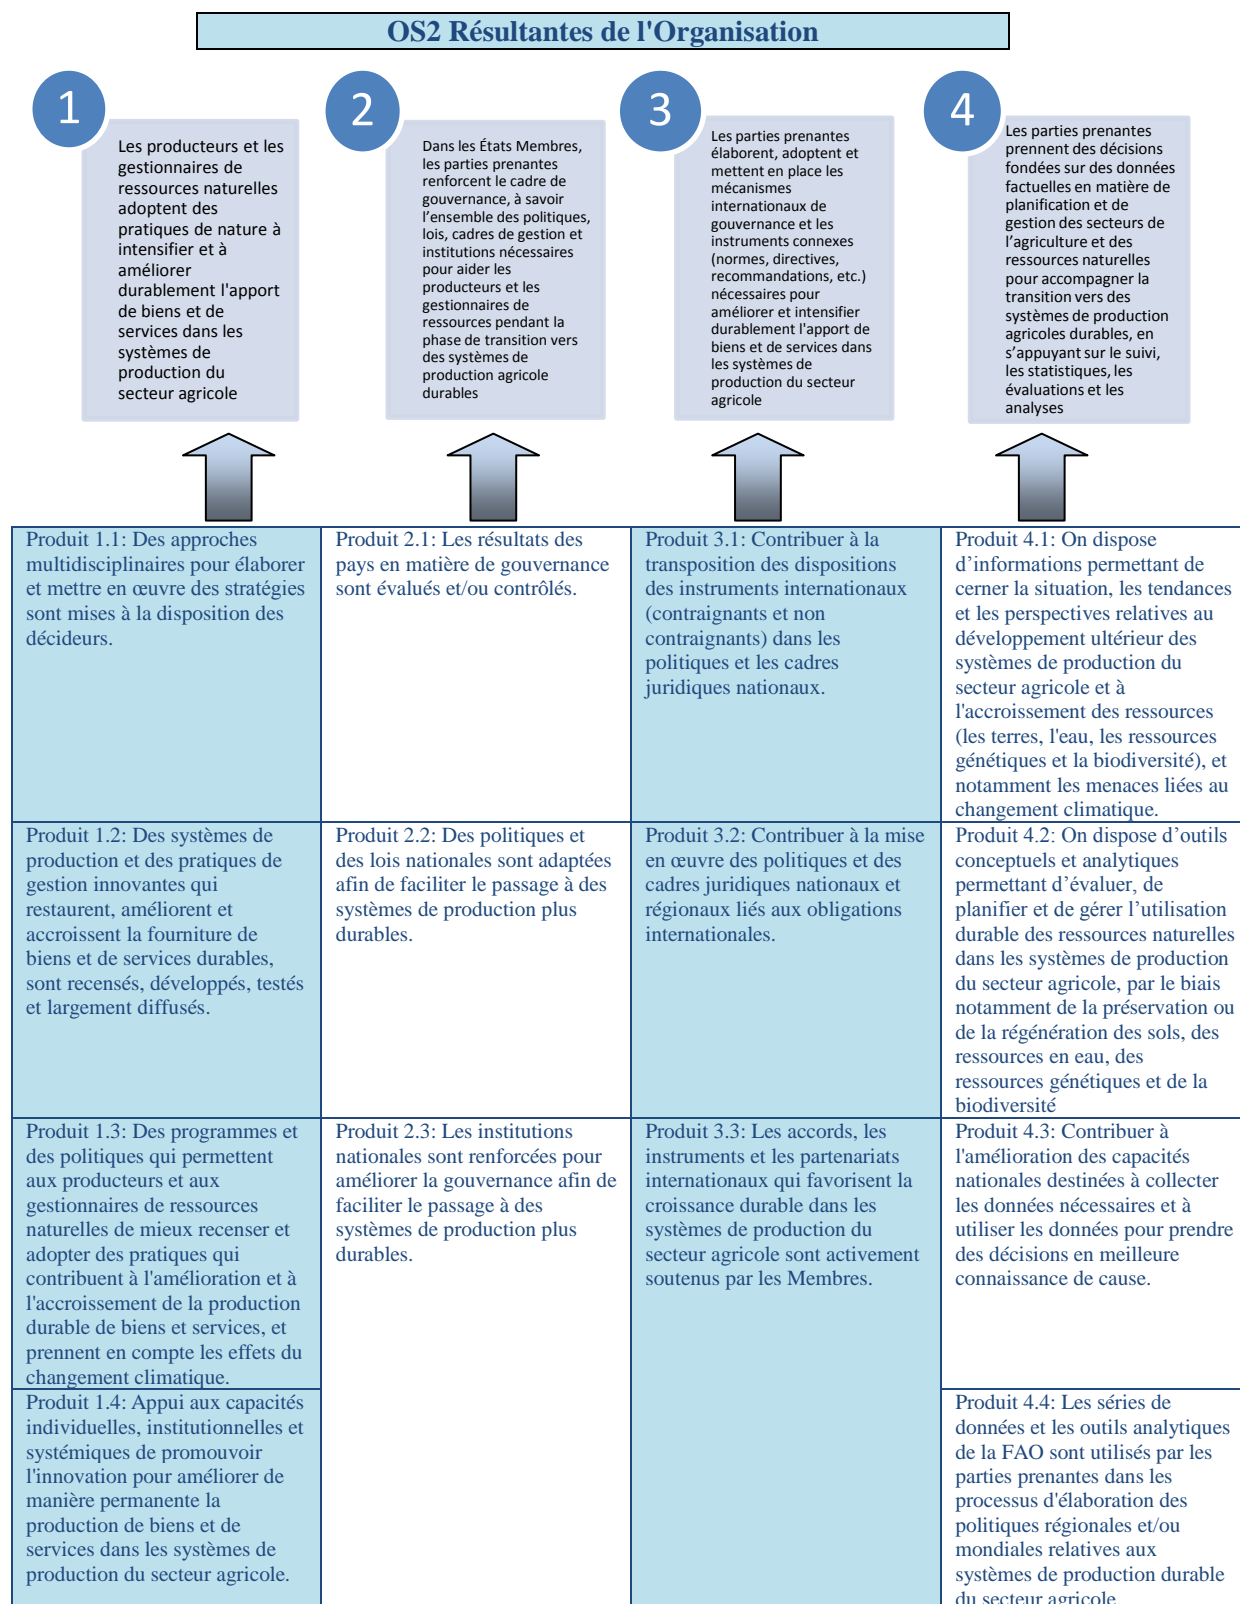 OS2 Résultantes de l'Organisation
1
Les producteurs et les
gestionnaires de
ressources naturelles
adoptent des
pratiques de nature à
intensifier et à
améliorer
durablement l'apport
de biens et de
services dans les
systèmes de
production du
secteur agricole
2
Dans les États Membres,
les parties prenantes
renforcent le cadre de
gouvernance, à savoir
l’ensemble des politiques,
lois, cadres de gestion et
institutions nécessaires
pour aider les
producteurs et les
gestionnaires de
ressources pendant la
phase de transition vers
des systèmes de
production agricole
durables
3
Les parties prenantes
élaborent, adoptent et
mettent en place les
mécanismes
internationaux de
gouvernance et les
instruments connexes
(normes, directives,
recommandations, etc.)
nécessaires pour
améliorer et intensifier
durablement l'apport de
biens et de services dans
les systèmes de
production du secteur
agricole
4
Les parties prenantes
prennent des décisions
fondées sur des données
factuelles en matière de
planification et de
gestion des secteurs de
l’agriculture et des
ressources naturelles
pour accompagner la
transition vers des
systèmes de production
agricoles durables, en
s’appuyant sur le suivi,
les statistiques, les
évaluations et les
analyses
Produit 1.1: Des approches
multidisciplinaires pour élaborer
et mettre en œuvre des stratégies
sont mises à la disposition des
décideurs.
Produit 2.1: Les résultats des
pays en matière de gouvernance
sont évalués et/ou contrôlés.
Produit 3.1: Contribuer à la
transposition des dispositions
des instruments internationaux
(contraignants et non
contraignants) dans les
politiques et les cadres
juridiques nationaux.
Produit 4.1: On dispose
d’informations permettant de
cerner la situation, les tendances
et les perspectives relatives au
développement ultérieur des
systèmes de production du
secteur agricole et à
l'accroissement des ressources
(les terres, l'eau, les ressources
génétiques et la biodiversité), et
notamment les menaces liées au
changement climatique.
Produit 1.2: Des systèmes de
production et des pratiques de
gestion innovantes qui
restaurent, améliorent et
accroissent la fourniture de
biens et de services durables,
sont recensés, développés, testés
et largement diffusés.
Produit 2.2: Des politiques et
des lois nationales sont adaptées
afin de faciliter le passage à des
systèmes de production plus
durables.
Produit 3.2: Contribuer à la mise
en œuvre des politiques et des
cadres juridiques nationaux et
régionaux liés aux obligations
internationales.
Produit 4.2: On dispose d’outils
conceptuels et analytiques
permettant d’évaluer, de
planifier et de gérer l’utilisation
durable des ressources naturelles
dans les systèmes de production
du secteur agricole, par le biais
notamment de la préservation ou
de la régénération des sols, des
ressources en eau, des
ressources génétiques et de la
biodiversité
Produit 1.3: Des programmes et
des politiques qui permettent
aux producteurs et aux
gestionnaires de ressources
naturelles de mieux recenser et
adopter des pratiques qui
contribuent à l'amélioration et à
l'accroissement de la production
durable de biens et services, et
prennent en compte les effets du
changement climatique.
Produit 2.3: Les institutions
nationales sont renforcées pour
améliorer la gouvernance afin de
faciliter le passage à des
systèmes de production plus
durables.
Produit 3.3: Les accords, les
instruments et les partenariats
internationaux qui favorisent la
croissance durable dans les
systèmes de production du
secteur agricole sont activement
soutenus par les Membres.
Produit 4.3: Contribuer à
l'amélioration des capacités
nationales destinées à collecter
les données nécessaires et à
utiliser les données pour prendre
des décisions en meilleure
connaissance de cause.
Produit 1.4: Appui aux capacités
individuelles, institutionnelles et
systémiques de promouvoir
l'innovation pour améliorer de
manière permanente la
production de biens et de
services dans les systèmes de
production du secteur agricole.
Produit 4.4: Les séries de
données et les outils analytiques
de la FAO sont utilisés par les
parties prenantes dans les
processus d'élaboration des
politiques régionales et/ou
mondiales relatives aux
systèmes de production durable
du secteur agricole